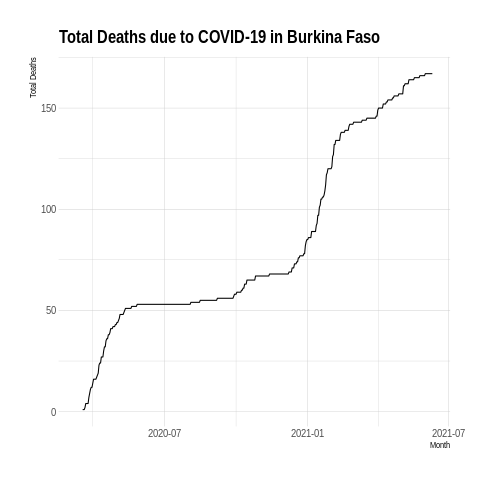 Total Deaths due to COVID-19 in Burkina Faso
Total Deaths
150
100
50
0
2020-07
2021-01
2021-07
Month